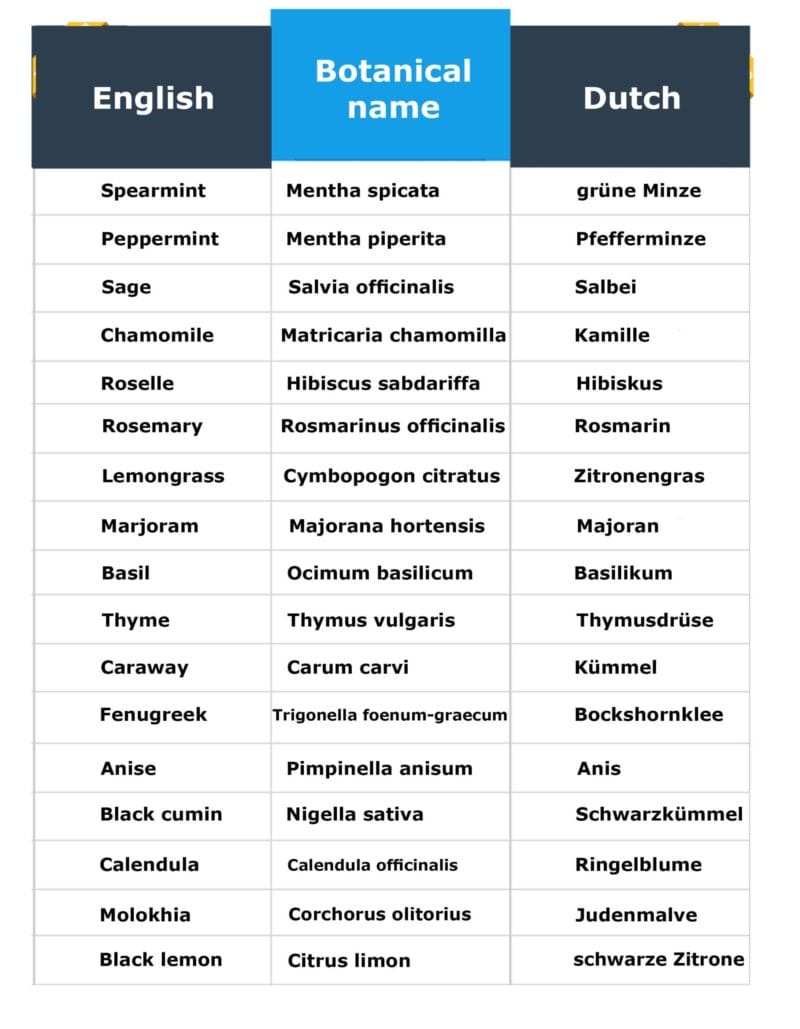 English
Botanical
name
Dutch
Spearmint Mentha spicata grüne Minze
Peppermint Mentha piperita Pfefferminze
Sage Salvia officinalis Salbei
Chamomile Matricaria chamomilla Kamille
Roselle Hibiscus sabdariffa Hibiskus
Rosemary Rosmarinus officinalis Rosmarin
Lemongrass Cymbopogon citratus Zitronengras
Marjoram Majorana hortensis Majoran
Basil Ocimum basilicum Basilikum
Thyme Thymus vulgaris Thymusdrüse
Caraway Carum carvi Kümmel
Fenugreek Trigonella foenum-graecum Bockshornklee
Anise Pimpinella anisum Anis
Black cumin Nigella sativa Schwarzkümmel
Calendula Calendula officinalis Ringelblume
Molokhia Corchorus olitorius Judenmalve
Black lemon Citrus limon schwarze Zitrone